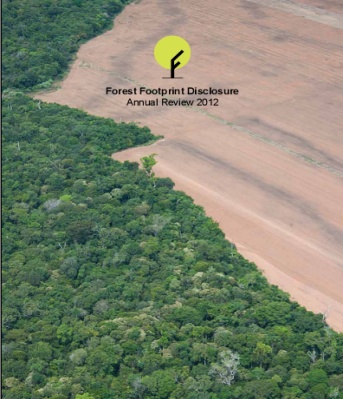 Forest Footprint Disclosure
Annual Review 2012